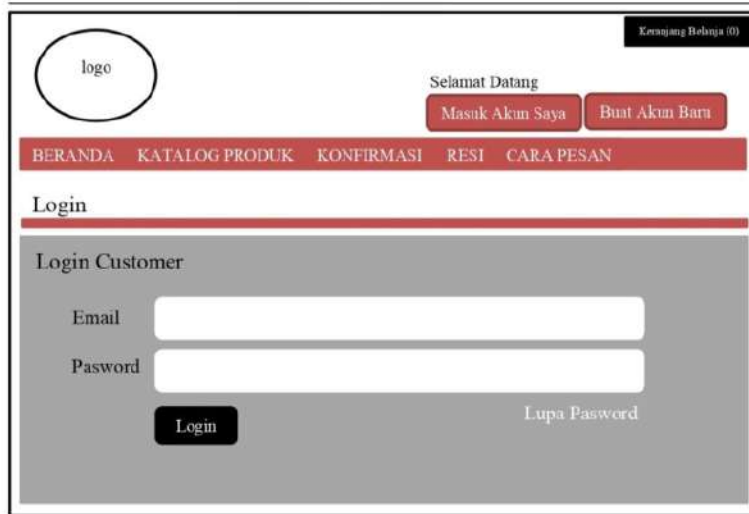 Keranjang Belanja (0)
logo
Selamat Datang
Masuk Akun Saya
Buat Akun Baru
BERANDA KATALOG PRODUK KONFIRMASI RESI CARA PESAN
Login
Login Customer
Email
Pasword
Login
Lupa Pasword